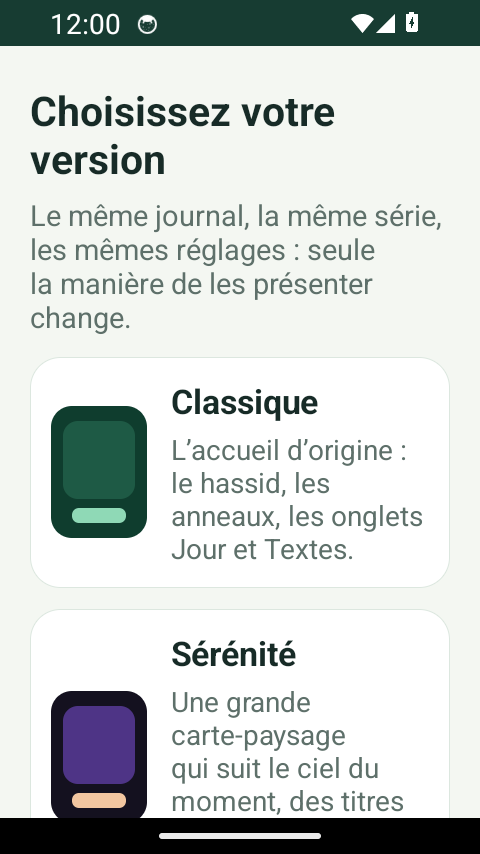 12:00
Choisissez votre
version
Le même journal, la même série,
les mêmes réglages : seule
la manière de les présenter
change.
Classique
L’accueil d’origine :
le hassid, les
anneaux, les onglets
Jour et Textes.
Sérénité
Une grande
carte-paysage
qui suit le ciel du
moment, des titres